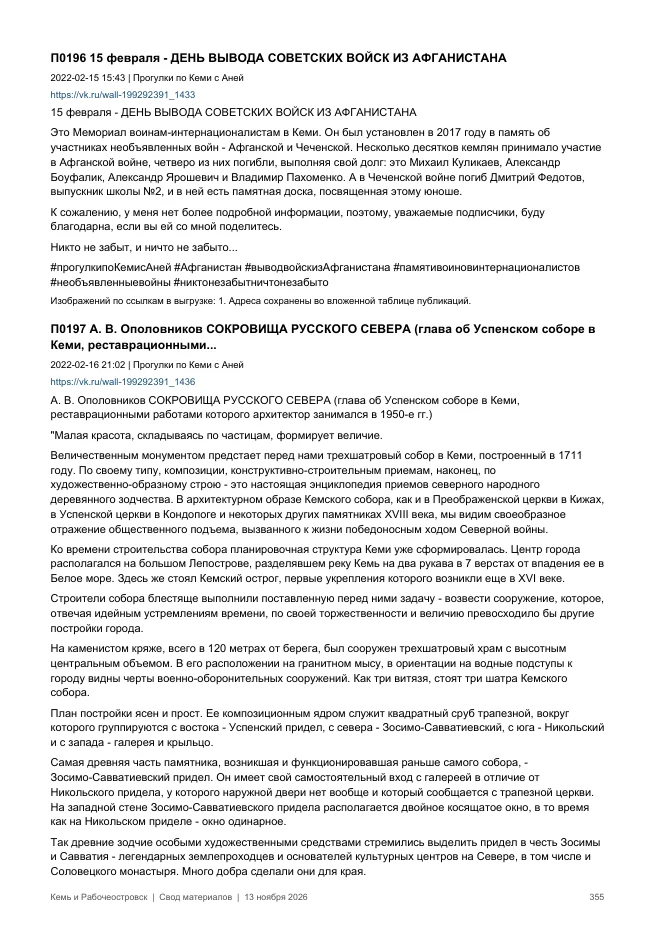 П0196 15 февраля - ДЕНЬ ВЫВОДА СОВЕТСКИХ ВОЙСК ИЗ АФГАНИСТАНА
2022-02-15 15:43 | Прогулки по Кеми с Аней
https://vk.ru/wall-199292391_1433
15 февраля - ДЕНЬ ВЫВОДА СОВЕТСКИХ ВОЙСК ИЗ АФГАНИСТАНА
Это Мемориал воинам-интернационалистам в Кеми. Он был установлен в 2017 году в память об
участниках необъявленных войн - Афганской и Чеченской. Несколько десятков кемлян принимало участие
в Афганской войне, четверо из них погибли, выполняя свой долг: это Михаил Куликаев, Александр
Боуфалик, Александр Ярошевич и Владимир Пахоменко. А в Чеченской войне погиб Дмитрий Федотов,
выпускник школы №2, и в ней есть памятная доска, посвященная этому юноше.
К сожалению, у меня нет более подробной информации, поэтому, уважаемые подписчики, буду
благодарна, если вы ей со мной поделитесь.
Никто не забыт, и ничто не забыто...
#прогулкипоКемисАней #Афганистан #выводвойскизАфганистана #памятивоиновинтернационалистов
#необъявленныевойны #никтонезабытничтонезабыто
Изображений по ссылкам в выгрузке: 1. Адреса сохранены во вложенной таблице публикаций.
П0197 А. В. Ополовников СОКРОВИЩА РУССКОГО СЕВЕРА (глава об Успенском соборе в
Кеми, реставрационными...
2022-02-16 21:02 | Прогулки по Кеми с Аней
https://vk.ru/wall-199292391_1436
А. В. Ополовников СОКРОВИЩА РУССКОГО СЕВЕРА (глава об Успенском соборе в Кеми,
реставрационными работами которого архитектор занимался в 1950-е гг.)
"Малая красота, складываясь по частицам, формирует величие.
Величественным монументом предстает перед нами трехшатровый собор в Кеми, построенный в 1711
году. По своему типу, композиции, конструктивно-строительным приемам, наконец, по
художественно-образному строю - это настоящая энциклопедия приемов северного народного
деревянного зодчества. В архитектурном образе Кемского собора, как и в Преображенской церкви в Кижах,
в Успенской церкви в Кондопоге и некоторых других памятниках XVIII века, мы видим своеобразное
отражение общественного подъема, вызванного к жизни победоносным ходом Северной войны.
Ко времени строительства собора планировочная структура Кеми уже сформировалась. Центр города
располагался на большом Лепострове, разделявшем реку Кемь на два рукава в 7 верстах от впадения ее в
Белое море. Здесь же стоял Кемский острог, первые укрепления которого возникли еще в XVI веке.
Строители собора блестяще выполнили поставленную перед ними задачу - возвести сооружение, которое,
отвечая идейным устремлениям времени, по своей торжественности и величию превосходило бы другие
постройки города.
На каменистом кряже, всего в 120 метрах от берега, был сооружен трехшатровый храм с высотным
центральным объемом. В его расположении на гранитном мысу, в ориентации на водные подступы к
городу видны черты военно-оборонительных сооружений. Как три витязя, стоят три шатра Кемского
собора.
План постройки ясен и прост. Ее композиционным ядром служит квадратный сруб трапезной, вокруг
которого группируются с востока - Успенский придел, с севера - Зосимо-Савватиевский, с юга - Никольский
и с запада - галерея и крыльцо.
Самая древняя часть памятника, возникшая и функционировавшая раньше самого собора, -
Зосимо-Савватиевский придел. Он имеет свой самостоятельный вход с галереей в отличие от
Никольского придела, у которого наружной двери нет вообще и который сообщается с трапезной церкви.
На западной стене Зосимо-Савватиевского придела располагается двойное косящатое окно, в то время
как на Никольском приделе - окно одинарное.
Так древние зодчие особыми художественными средствами стремились выделить придел в честь Зосимы
и Савватия - легендарных землепроходцев и основателей культурных центров на Севере, в том числе и
Соловецкого монастыря. Много добра сделали они для края.
Кемь и Рабочеостровск | Свод материалов | 13 ноября 2026
355